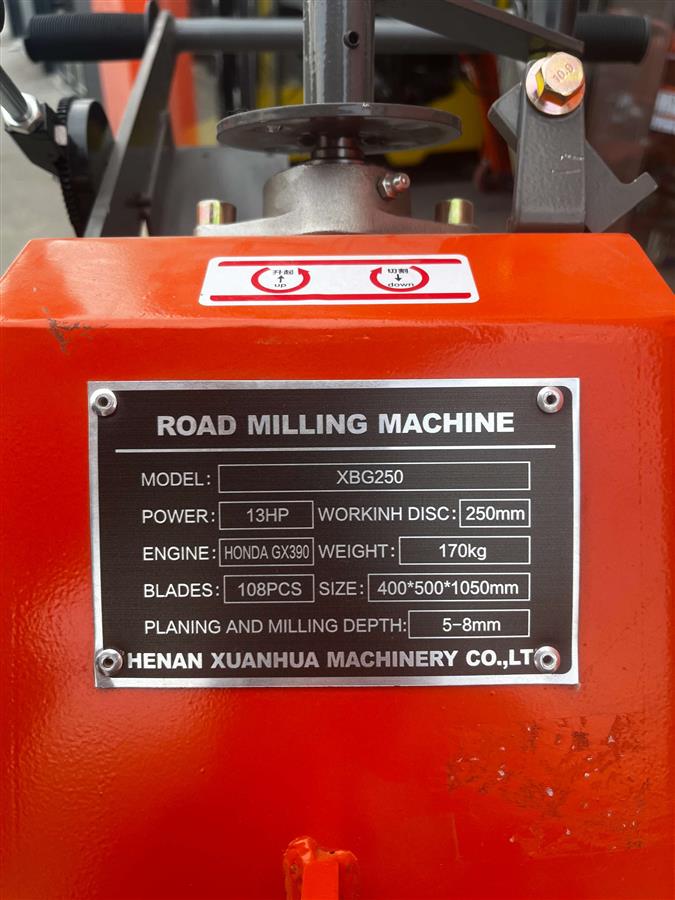 10.9
升起
up
切割
down
ROAD MILLING MACHINE
MODEL: XBG250
POWER: 13HP WORKINH DISC: 250mm
ENGINE: HONDA GX390 WEIGHT: 170kg
BLADES: 108PCS SIZE: 400*500*1050mm
PLANING AND MILLING DEPTH: 5-8mm
HENAN XUANHUA MACHINERY CO.,LT